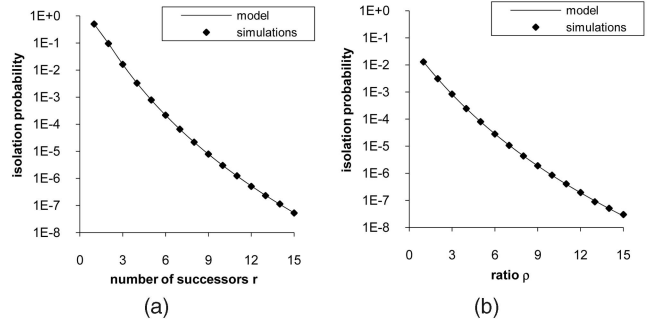 model
simulations
1E+0
1E-1
1E-2
1E-3
1E-4
1E-5
1E-6
1E-7
1E-8
isolation probability
0 3 6 9 12 15
number of successors r
(a)
model
simulations
1E+0
1E-1
1E-2
1E-3
1E-4
1E-5
1E-6
1E-7
1E-8
isolation probability
0 3 6 9 12 15
ratio ρ
(b)